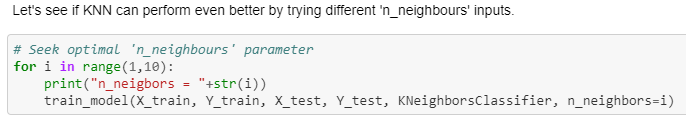 Let's see if KNN can perform even better by trying different 'n_neighbours' inputs.
# Seek optimal 'n_neighbours' parameter
for i in range(1,10):
    print("n_neigbors = "+str(i))
    train_model(X_train, Y_train, X_test, Y_test, KNeighborsClassifier, n_neighbors=i)